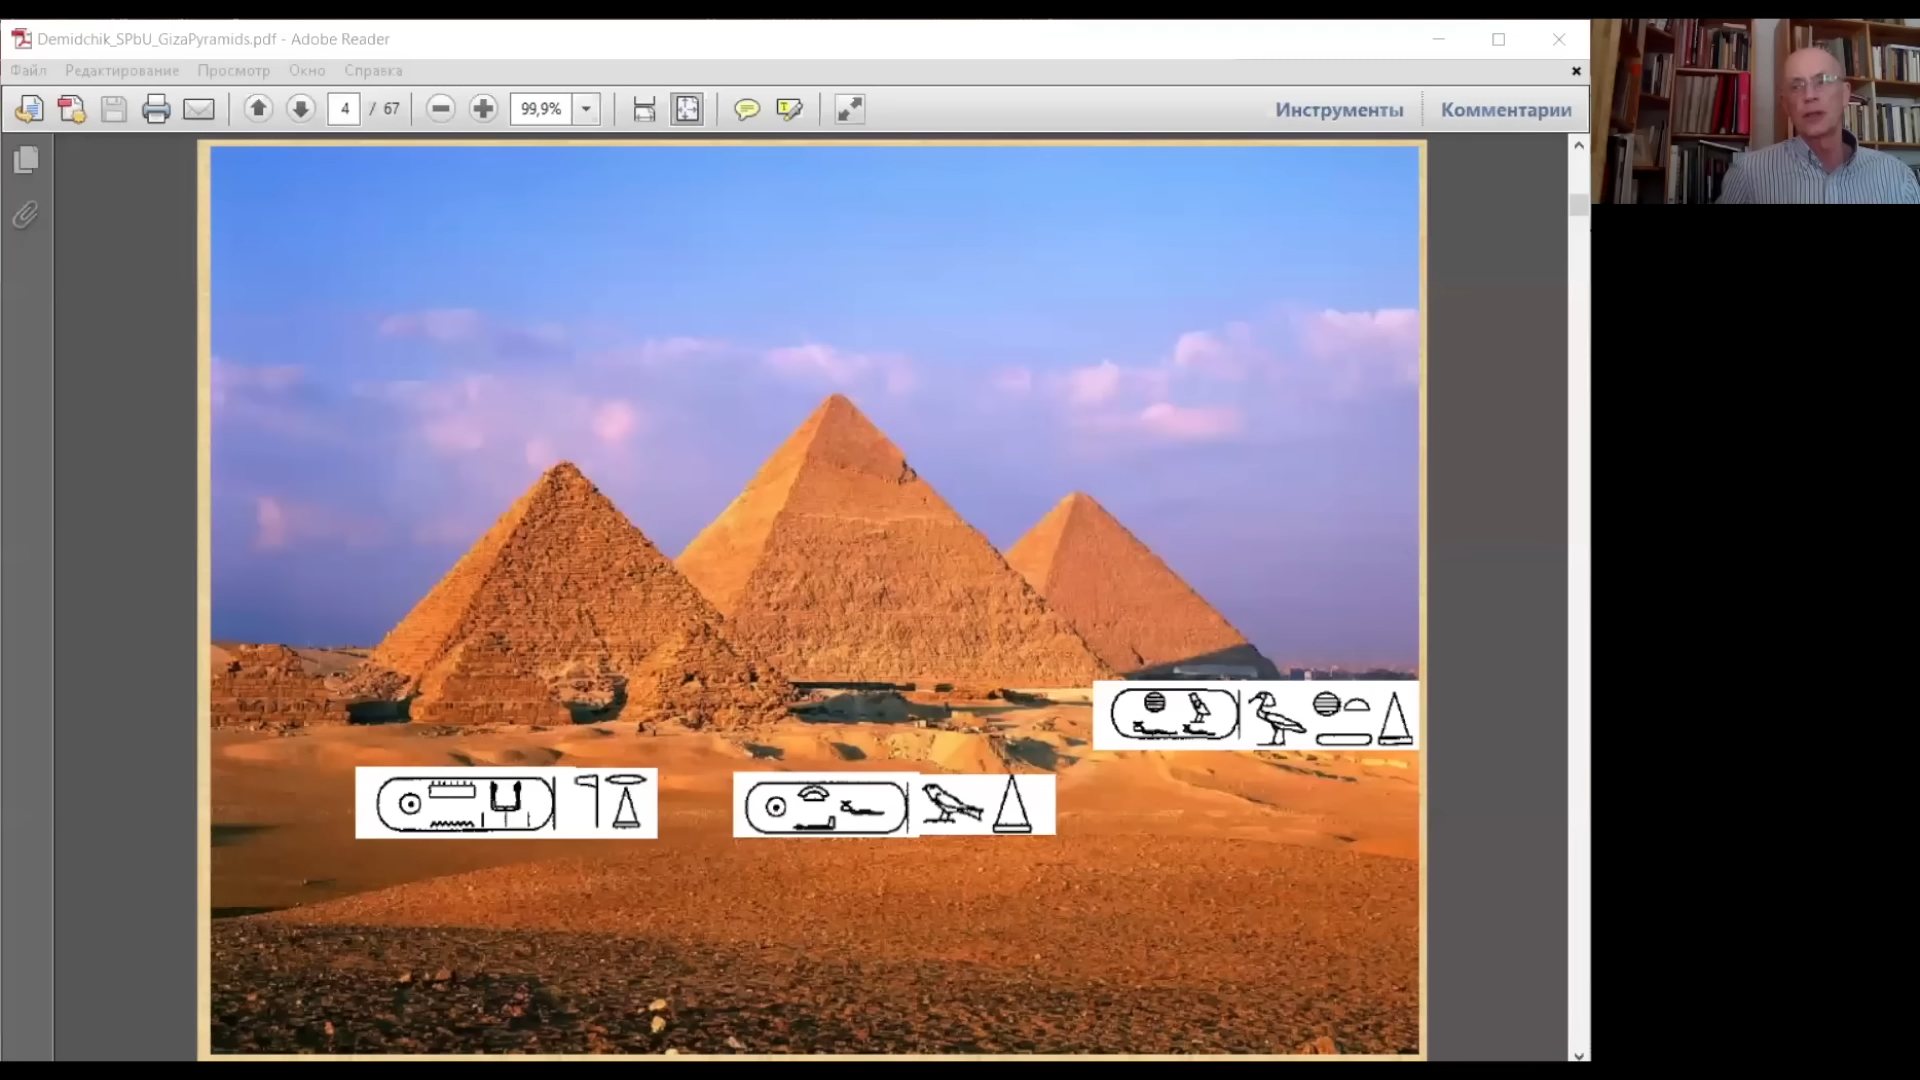 Demidchik_SPbU_GizaPyramids.pdf - Adobe Reader
Файл Редактирование Просмотр Окно Справка
4 / 67 99,9% Инструменты Комментарии